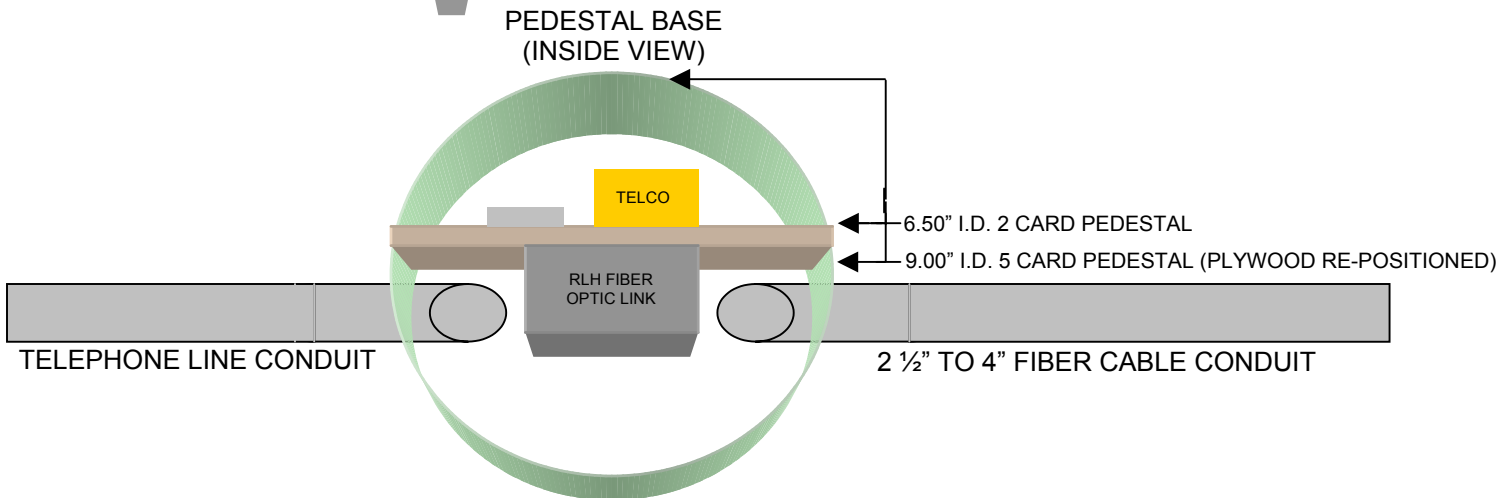 PEDESTAL BASE
(INSIDE VIEW)
TELCO
6.50” I.D. 2 CARD PEDESTAL
9.00” I.D. 5 CARD PEDESTAL (PLYWOOD RE-POSITIONED)
RLH FIBER
OPTIC LINK
TELEPHONE LINE CONDUIT
2 ½” TO 4” FIBER CABLE CONDUIT